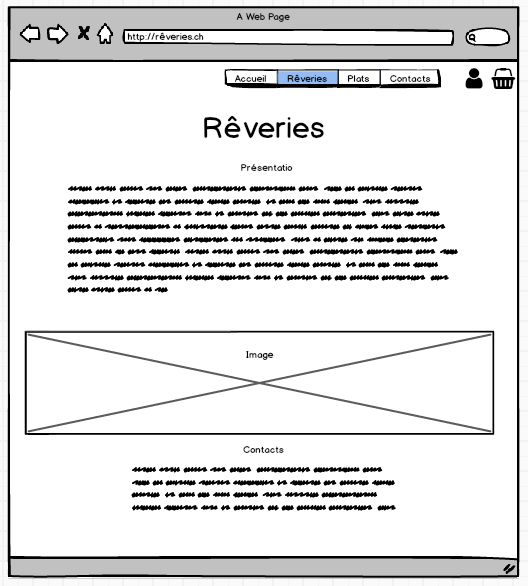 A Web Page
http://rêveries.ch
Accueil Rêveries Plats Contacts
Rêveries
Présentatio
Image
Contacts